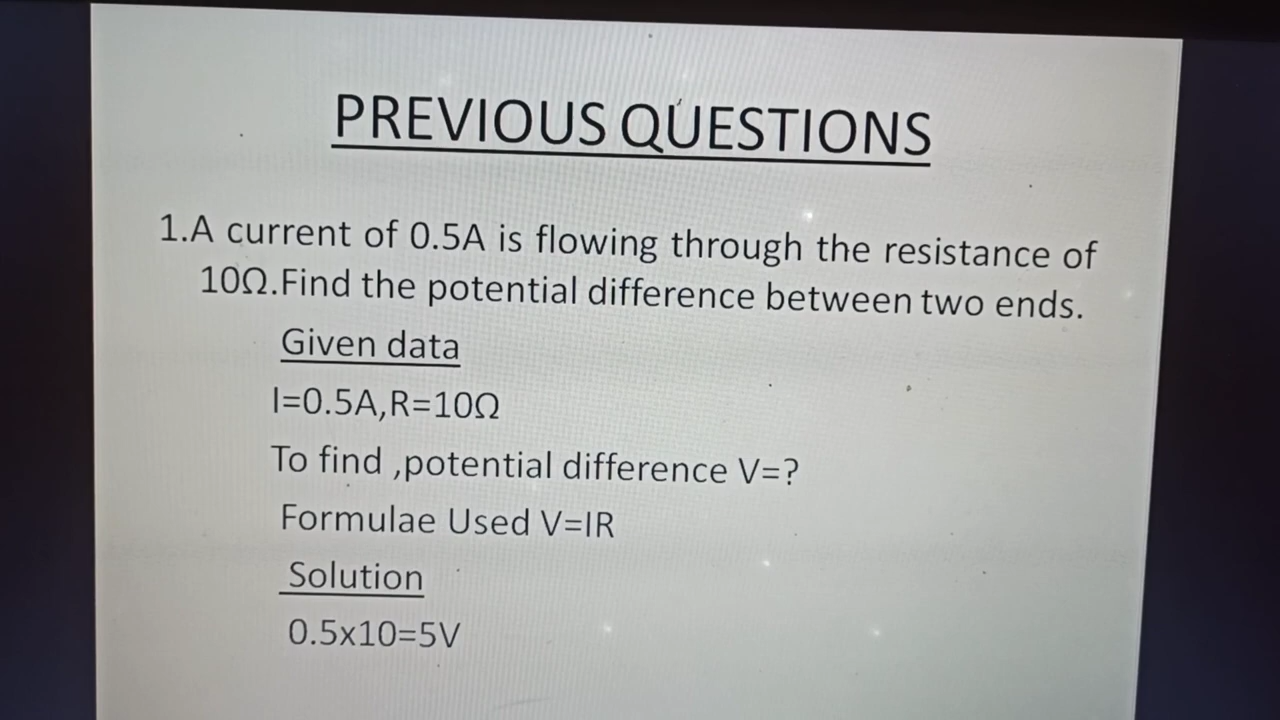 PREVIOUS QUESTIONS
1.A current of 0.5A is flowing through the resistance of
10Ω.Find the potential difference between two ends.
Given data
I=0.5A,R=10Ω
To find ,potential difference V=?
Formulae Used V=IR
Solution
0.5x10=5V